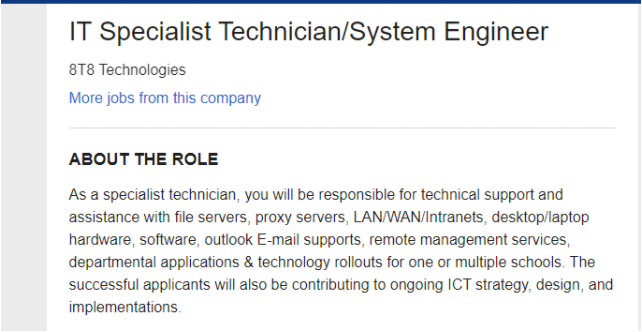 IT Specialist Technician/System Engineer
8T8 Technologies
More jobs from this company
ABOUT THE ROLE
As a specialist technician, you will be responsible for technical support and
assistance with file servers, proxy servers, LAN/WAN/Intranets, desktop/laptop
hardware, software, outlook E-mail supports, remote management services,
departmental applications & technology rollouts for one or multiple schools. The
successful applicants will also be contributing to ongoing ICT strategy, design, and
implementations.